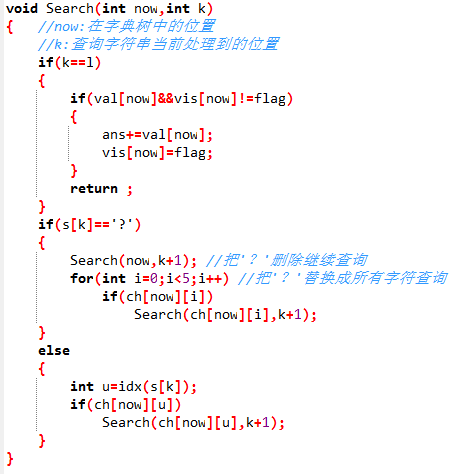 void Search(int now,int k)
{   //now:在字典树中的位置
    //k:查询字符串当前处理到的位置
    if(k==l)
    {
        if(val[now]&&vis[now]!=flag)
        {
            ans+=val[now];
            vis[now]=flag;
        }
        return ;
    }
    if(s[k]=='?')
    {
        Search(now,k+1); //把'?'删除继续查询
        for(int i=0;i<5;i++) //把'?'替换成所有字符查询
            if(ch[now][i])
                Search(ch[now][i],k+1);
    }
    else
    {
        int u=idx(s[k]);
        if(ch[now][u])
            Search(ch[now][u],k+1);
    }
}